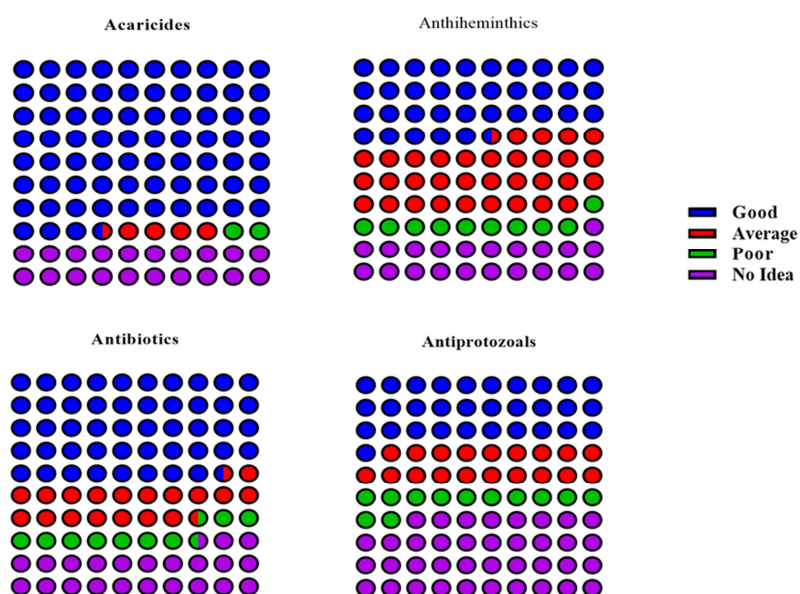 Acaricides
Anthiheminthics
Good
Average
Poor
No Idea
Antibiotics
Antiprotozoals